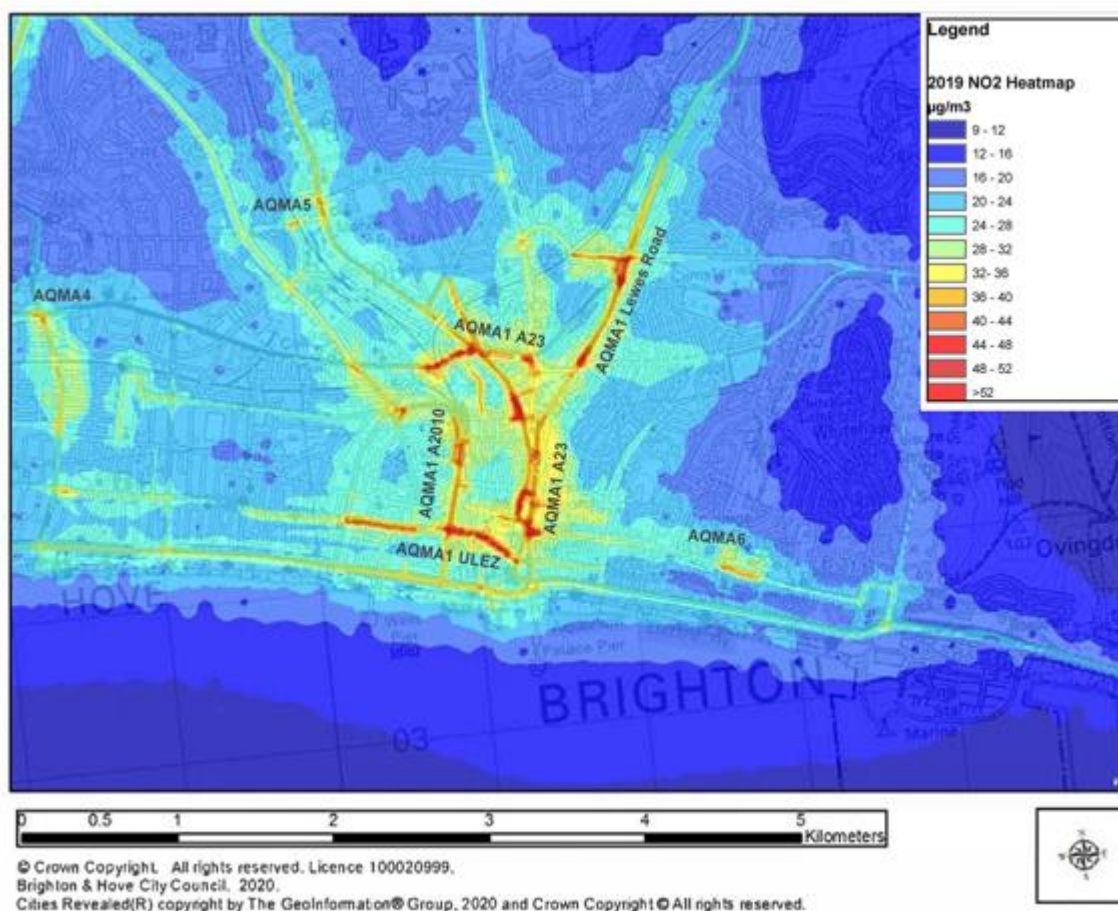 Legend
2019 NO2 Heatmap
µg/m3
9 - 12
12 - 16
16 - 20
20 - 24
24 - 28
28 - 32
32- 36
36 - 40
40 - 44
44 - 48
48 - 52
>52
AQMA5
AQMA4
AQMA1 Lewes Road
AQMA1 A23
AQMA1 A2010
AQMA1 A23
AQMA1 ULEZ
AQMA6
Ovingd
HOVE
Palace Pier
BRIGHTON
03
Marina
0 0.5 1 2 3 4 5
Kilometers
© Crown Copyright. All rights reserved. Licence 100020999.
Brighton & Hove City Council. 2020.
Cities Revealed(R) copyright by The GeoInformation® Group, 2020 and Crown Copyright © All rights reserved.